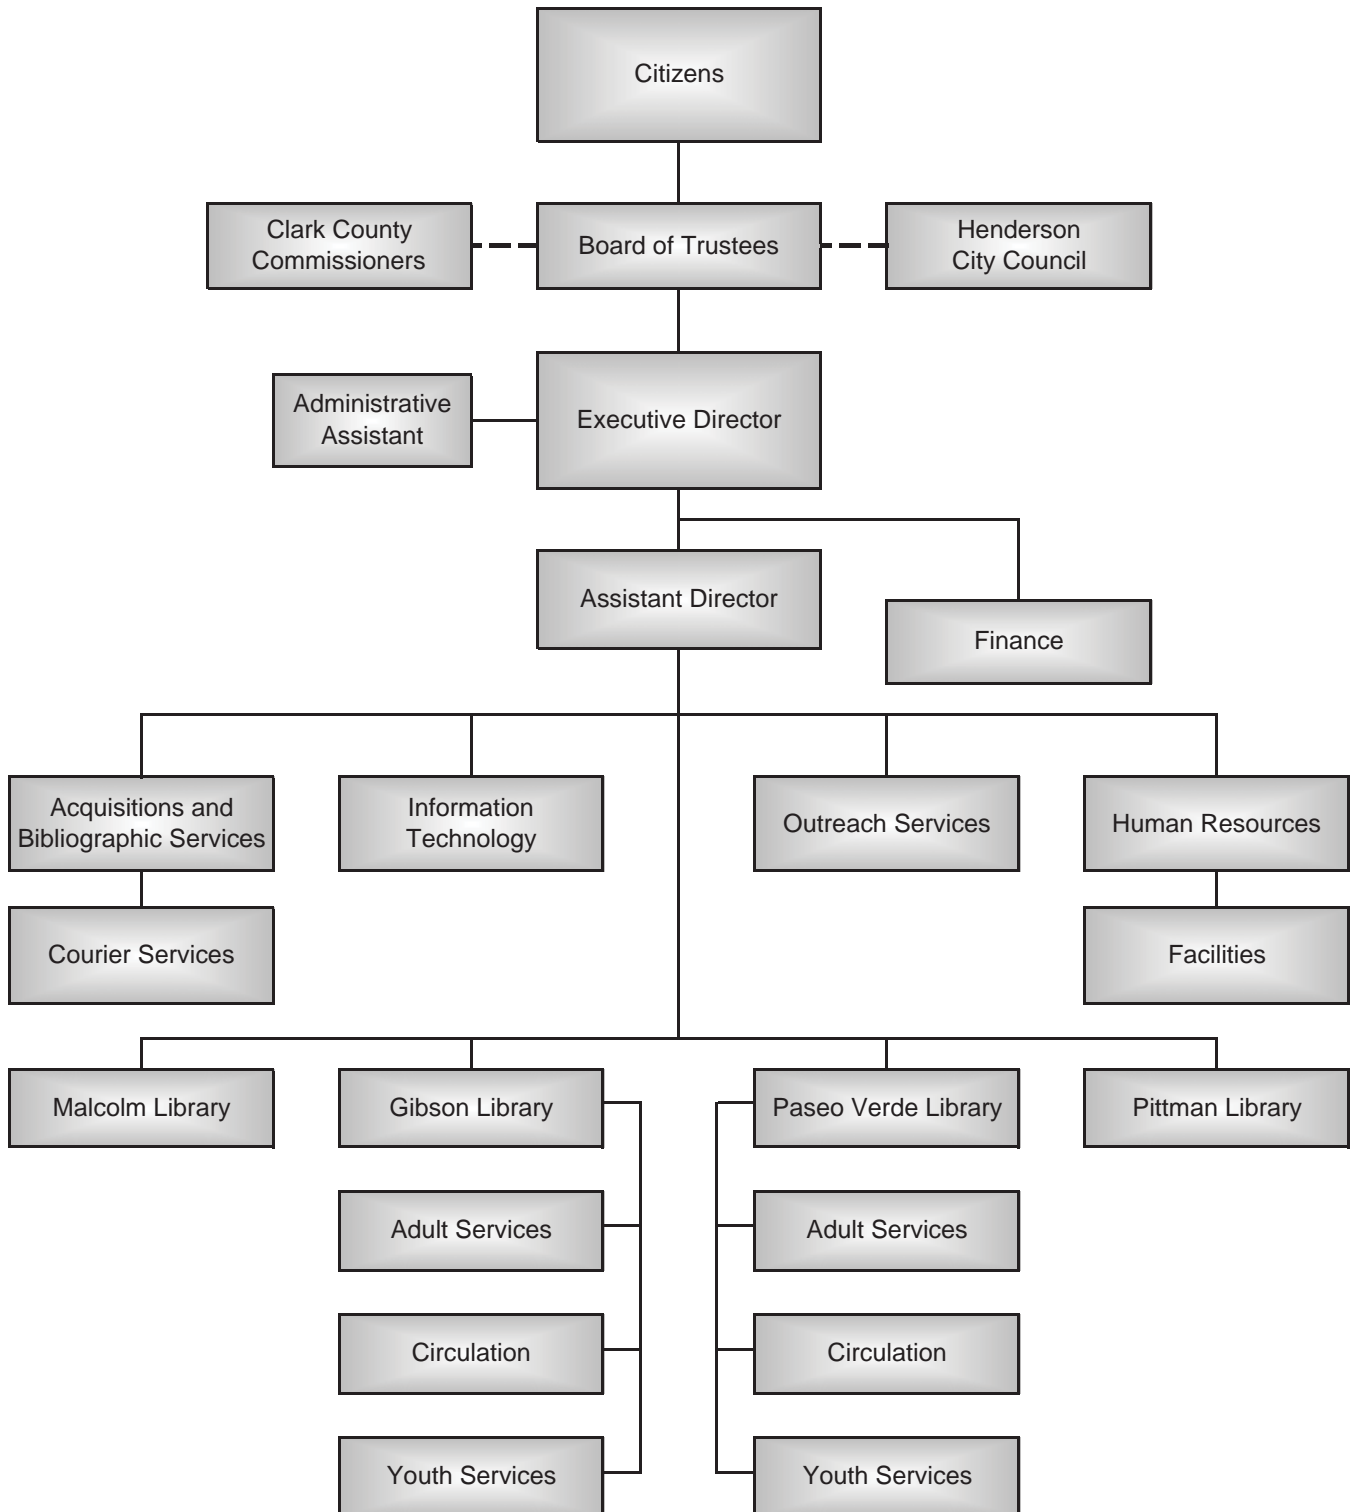 Citizens
Clark County
Commissioners
Board of Trustees
Henderson
City Council
Administrative
Assistant
Executive Director
Assistant Director
Finance
Acquisitions and
Bibliographic Services
Information
Technology
Outreach Services
Human Resources
Courier Services
Facilities
Malcolm Library
Gibson Library
Paseo Verde Library
Pittman Library
Adult Services
Adult Services
Circulation
Circulation
Youth Services
Youth Services